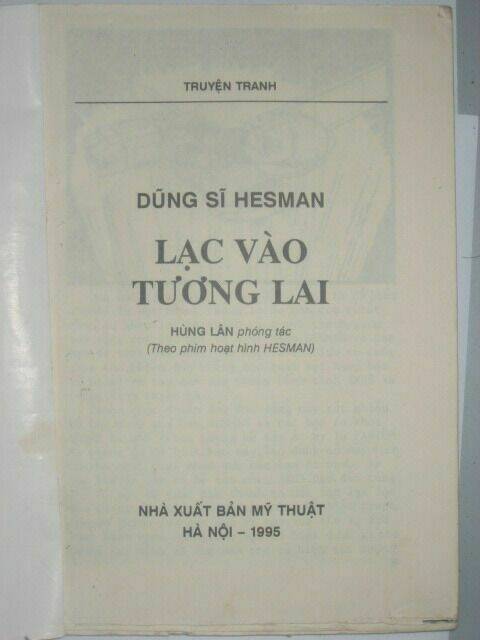 TRUYỆN TRANH
DŨNG SĨ HESMAN
LẠC VÀO
TƯƠNG LAI
HÙNG LÂN phóng tác
(Theo phim hoạt hình HESMAN)
NHÀ XUẤT BẢN MỸ THUẬT
HÀ NỘI – 1995